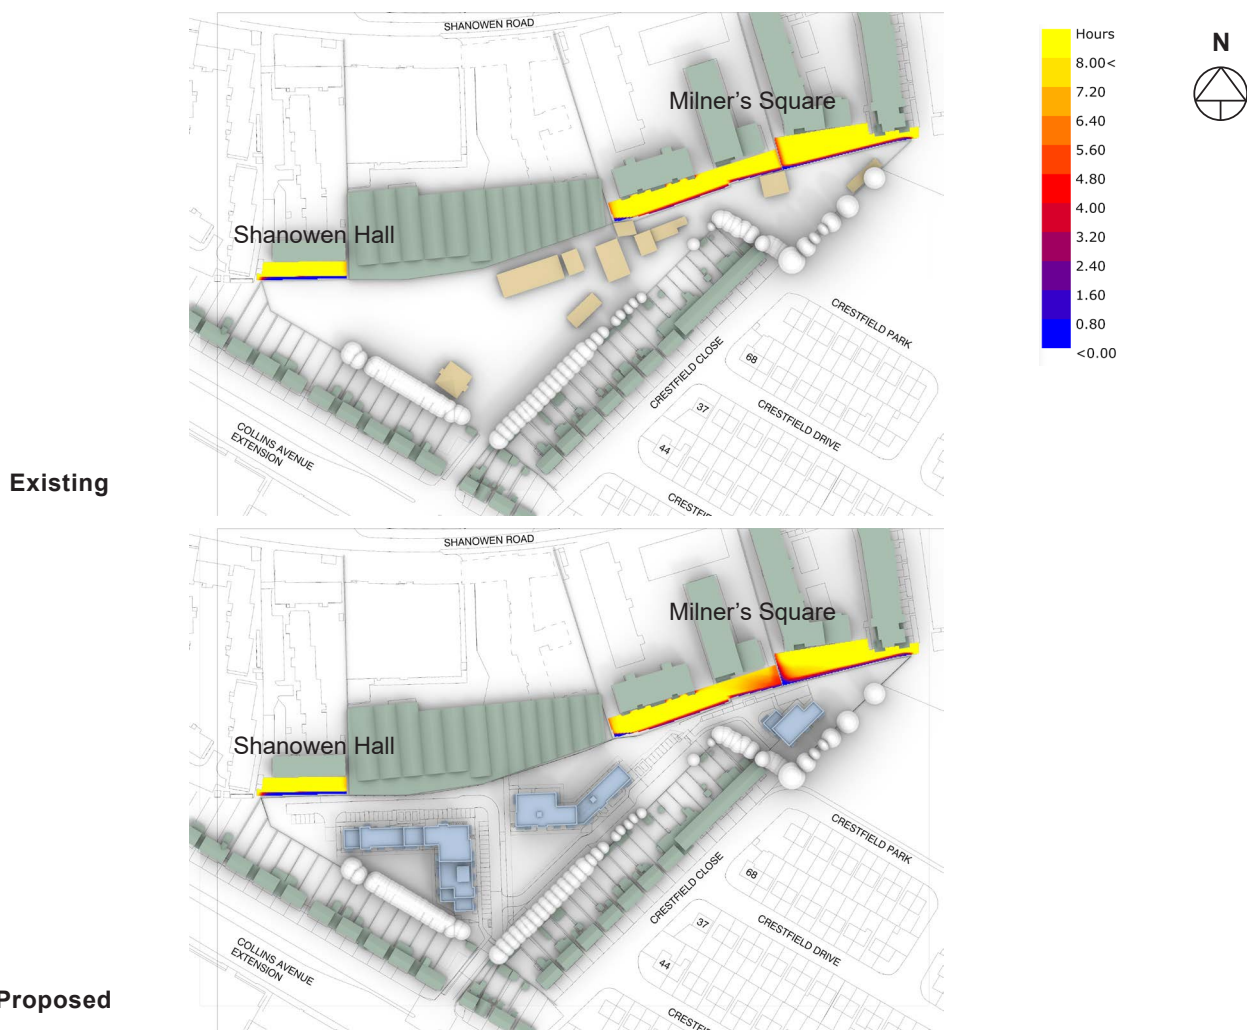 SHANOWEN ROAD
Milner's Square
Shanowen Hall
CRESTFIELD PARK
CRESTFIELD CLOSE
68
37
CRESTFIELD DRIVE
44
COLLINS AVENUE
EXTENSION
CRESTFIE
Existing
Hours
8.00<
7.20
6.40
5.60
4.80
4.00
3.20
2.40
1.60
0.80
<0.00
N
SHANOWEN ROAD
Milner's Square
Shanowen Hall
CRESTFIELD PARK
CRESTFIELD CLOSE
68
37
CRESTFIELD DRIVE
44
COLLINS AVENUE
EXTENSION
CRESTFIE
Proposed